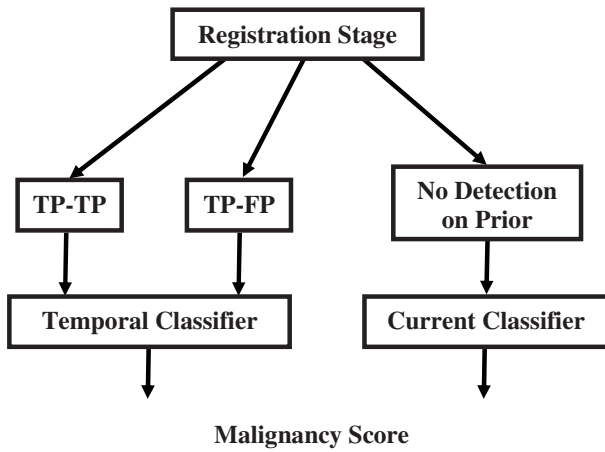 Registration Stage
TP-TP
TP-FP
No Detection
on Prior
Temporal Classifier
Current Classifier
Malignancy Score